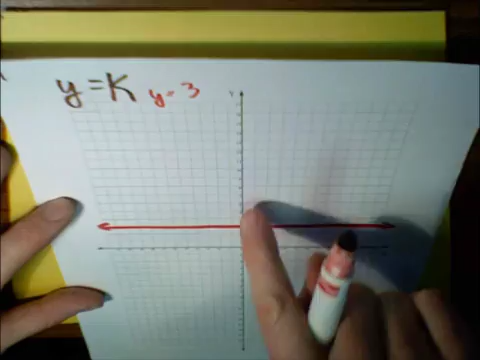 y = K y = 3
y